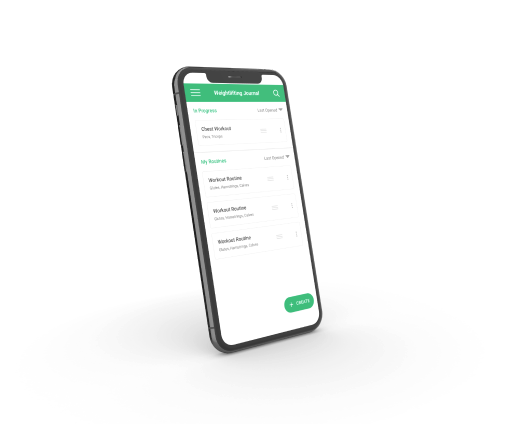 Weightlifting Journal
In Progress
Last Opened
Chest Workout
My Routines
Last Opened
Workout Routine
Glutes, Hamstrings, Calves
Workout Routine
Glutes, Hamstrings, Calves
Workout Routine
Glutes, Hamstrings, Calves
+ CREATE